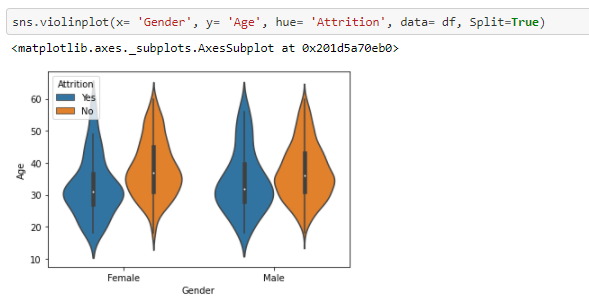 sns.violinplot(x= 'Gender', y= 'Age', hue= 'Attrition', data= df, Split=True)
<matplotlib.axes._subplots.AxesSubplot at 0x201d5a70eb0>
Attrition
Yes
No
60
50
40
30
20
10
Age
Female Male
Gender